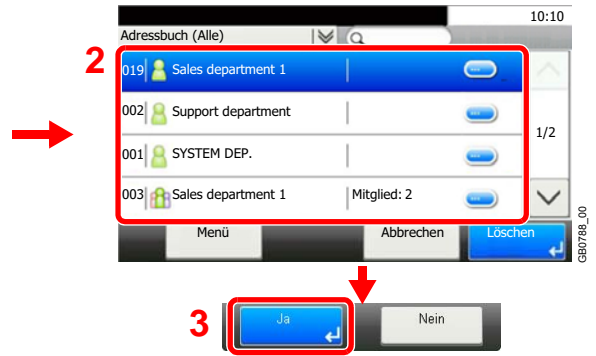 10:10
Adressbuch (Alle)
2
019 Sales department 1
002 Support department
1/2
001 SYSTEM DEP.
003 Sales department 1 Mitglied: 2
Menü Abbrechen Löschen
GB0788_00
3 Ja Nein